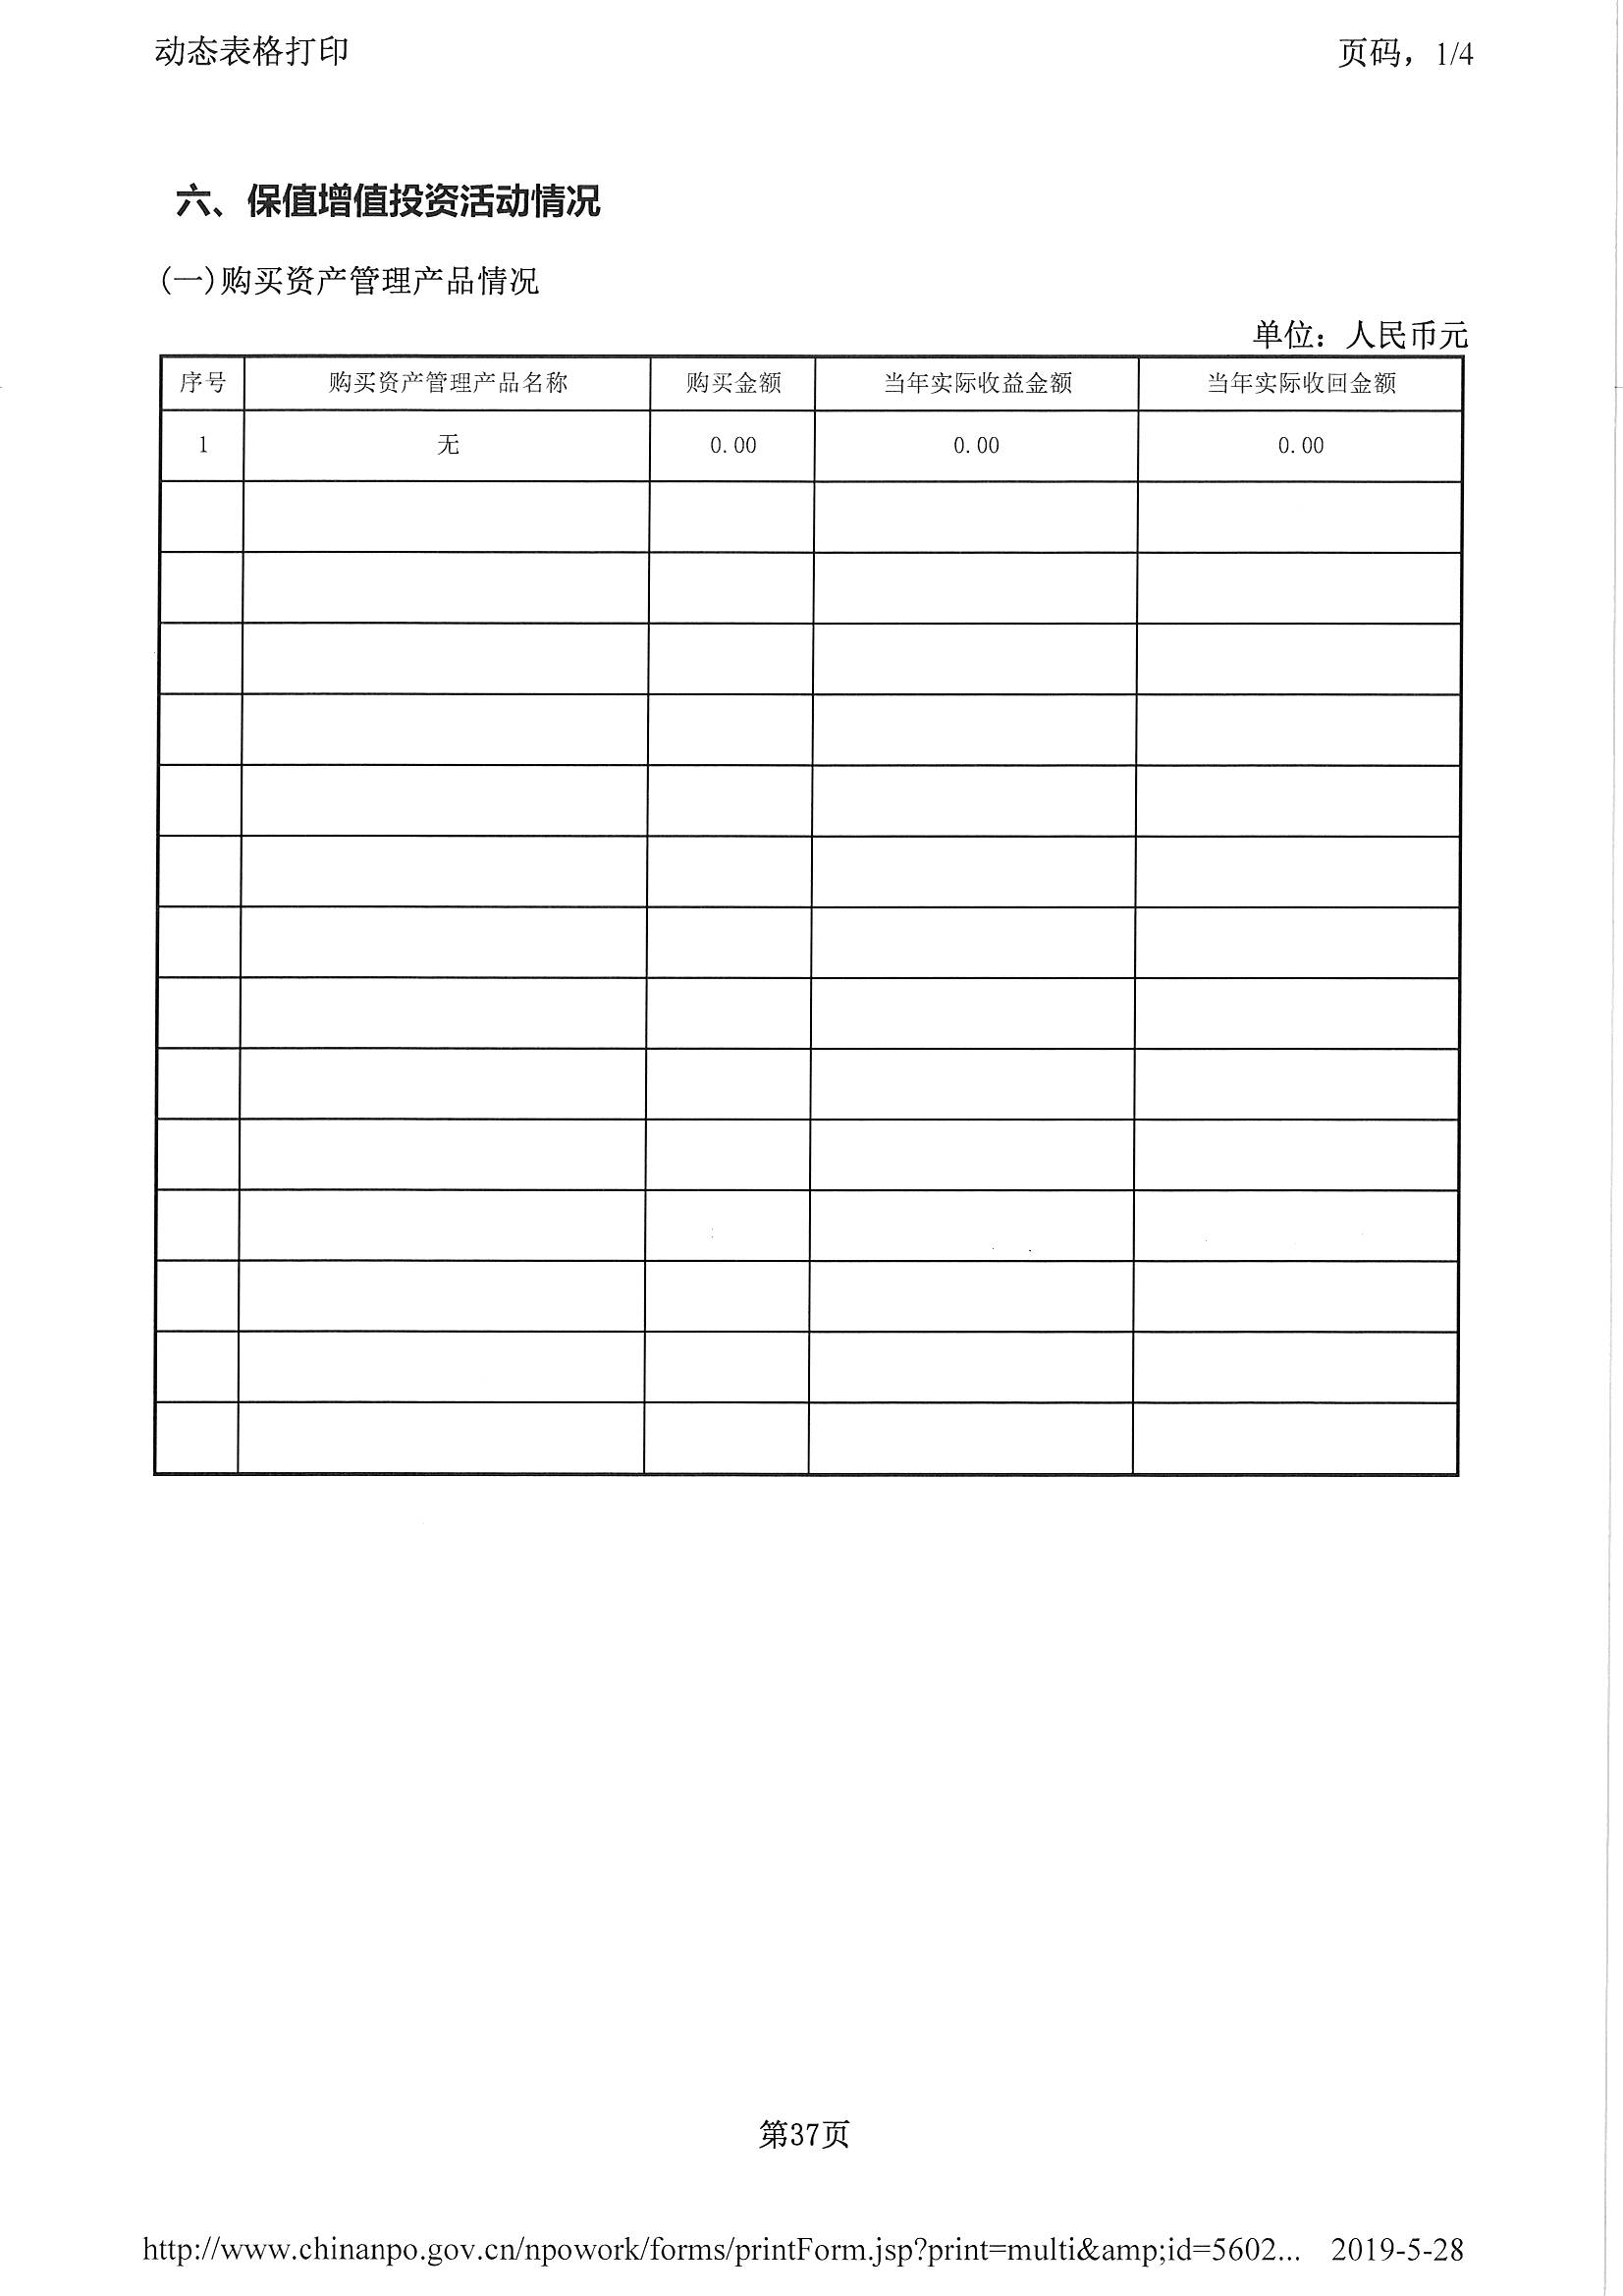 动态表格打印 页码，1/4
六、保值增值投资活动情况
(一)购买资产管理产品情况
单位：人民币元
序号 购买资产管理产品名称 购买金额 当年实际收益金额 当年实际收回金额
1 无 0.00 0.00 0.00
第37页
http://www.chinanpo.gov.cn/npowork/forms/printForm.jsp?print=multi&amp;id=5602... 2019-5-28